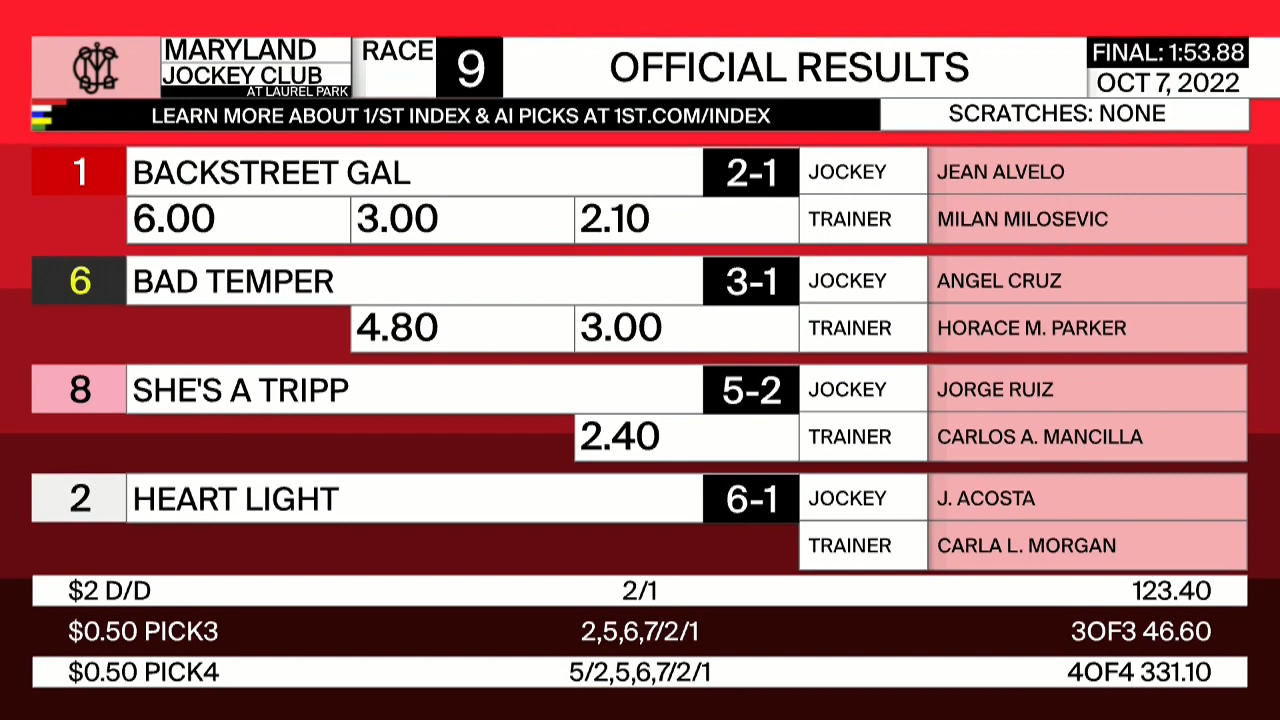 MARYLAND
JOCKEY CLUB
AT LAUREL PARK
RACE 9
OFFICIAL RESULTS
FINAL: 1:53.88
OCT 7, 2022
LEARN MORE ABOUT 1/ST INDEX & AI PICKS AT 1ST.COM/INDEX
SCRATCHES: NONE
1 BACKSTREET GAL 2-1 JOCKEY JEAN ALVELO
6.00 3.00 2.10 TRAINER MILAN MILOSEVIC
6 BAD TEMPER 3-1 JOCKEY ANGEL CRUZ
4.80 3.00 TRAINER HORACE M. PARKER
8 SHE'S A TRIPP 5-2 JOCKEY JORGE RUIZ
2.40 TRAINER CARLOS A. MANCILLA
2 HEART LIGHT 6-1 JOCKEY J. ACOSTA
TRAINER CARLA L. MORGAN
$2 D/D 2/1 123.40
$0.50 PICK3 2,5,6,7/2/1 3OF3 46.60
$0.50 PICK4 5/2,5,6,7/2/1 4OF4 331.10